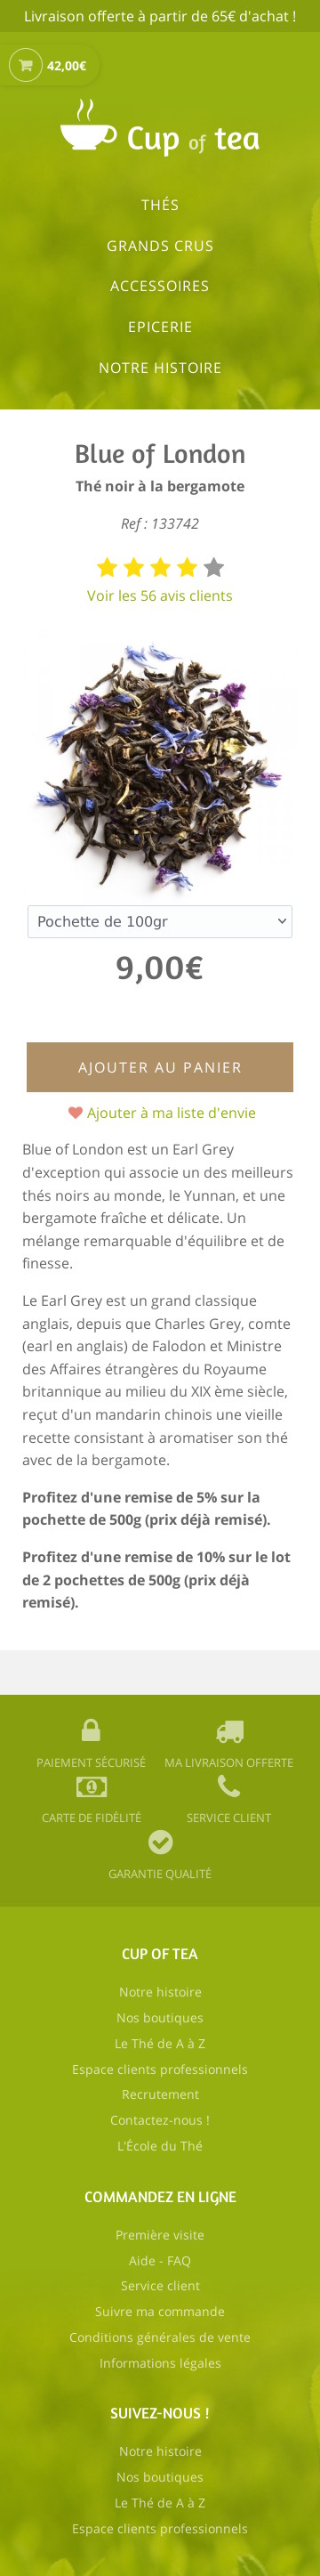 Livraison offerte à partir de 65€ d'achat !
42,00€
Cup of tea
THÉS
GRANDS CRUS
ACCESSOIRES
EPICERIE
NOTRE HISTOIRE
Blue of London
Thé noir à la bergamote
Ref : 133742
Voir les 56 avis clients
Pochette de 100gr
9,00€
AJOUTER AU PANIER
Ajouter à ma liste d'envie
Blue of London est un Earl Grey
d'exception qui associe un des meilleurs
thés noirs au monde, le Yunnan, et une
bergamote fraîche et délicate. Un
mélange remarquable d'équilibre et de
finesse.
Le Earl Grey est un grand classique
anglais, depuis que Charles Grey, comte
(earl en anglais) de Falodon et Ministre
des Affaires étrangères du Royaume
britannique au milieu du XIX ème siècle,
reçut d'un mandarin chinois une vieille
recette consistant à aromatiser son thé
avec de la bergamote.
Profitez d'une remise de 5% sur la
pochette de 500g (prix déjà remisé).
Profitez d'une remise de 10% sur le lot
de 2 pochettes de 500g (prix déjà
remisé).
PAIEMENT SÉCURISÉ
MA LIVRAISON OFFERTE
CARTE DE FIDÉLITÉ
SERVICE CLIENT
GARANTIE QUALITÉ
CUP OF TEA
Notre histoire
Nos boutiques
Le Thé de A à Z
Espace clients professionnels
Recrutement
Contactez-nous !
L'École du Thé
COMMANDEZ EN LIGNE
Première visite
Aide - FAQ
Service client
Suivre ma commande
Conditions générales de vente
Informations légales
SUIVEZ-NOUS !
Notre histoire
Nos boutiques
Le Thé de A à Z
Espace clients professionnels